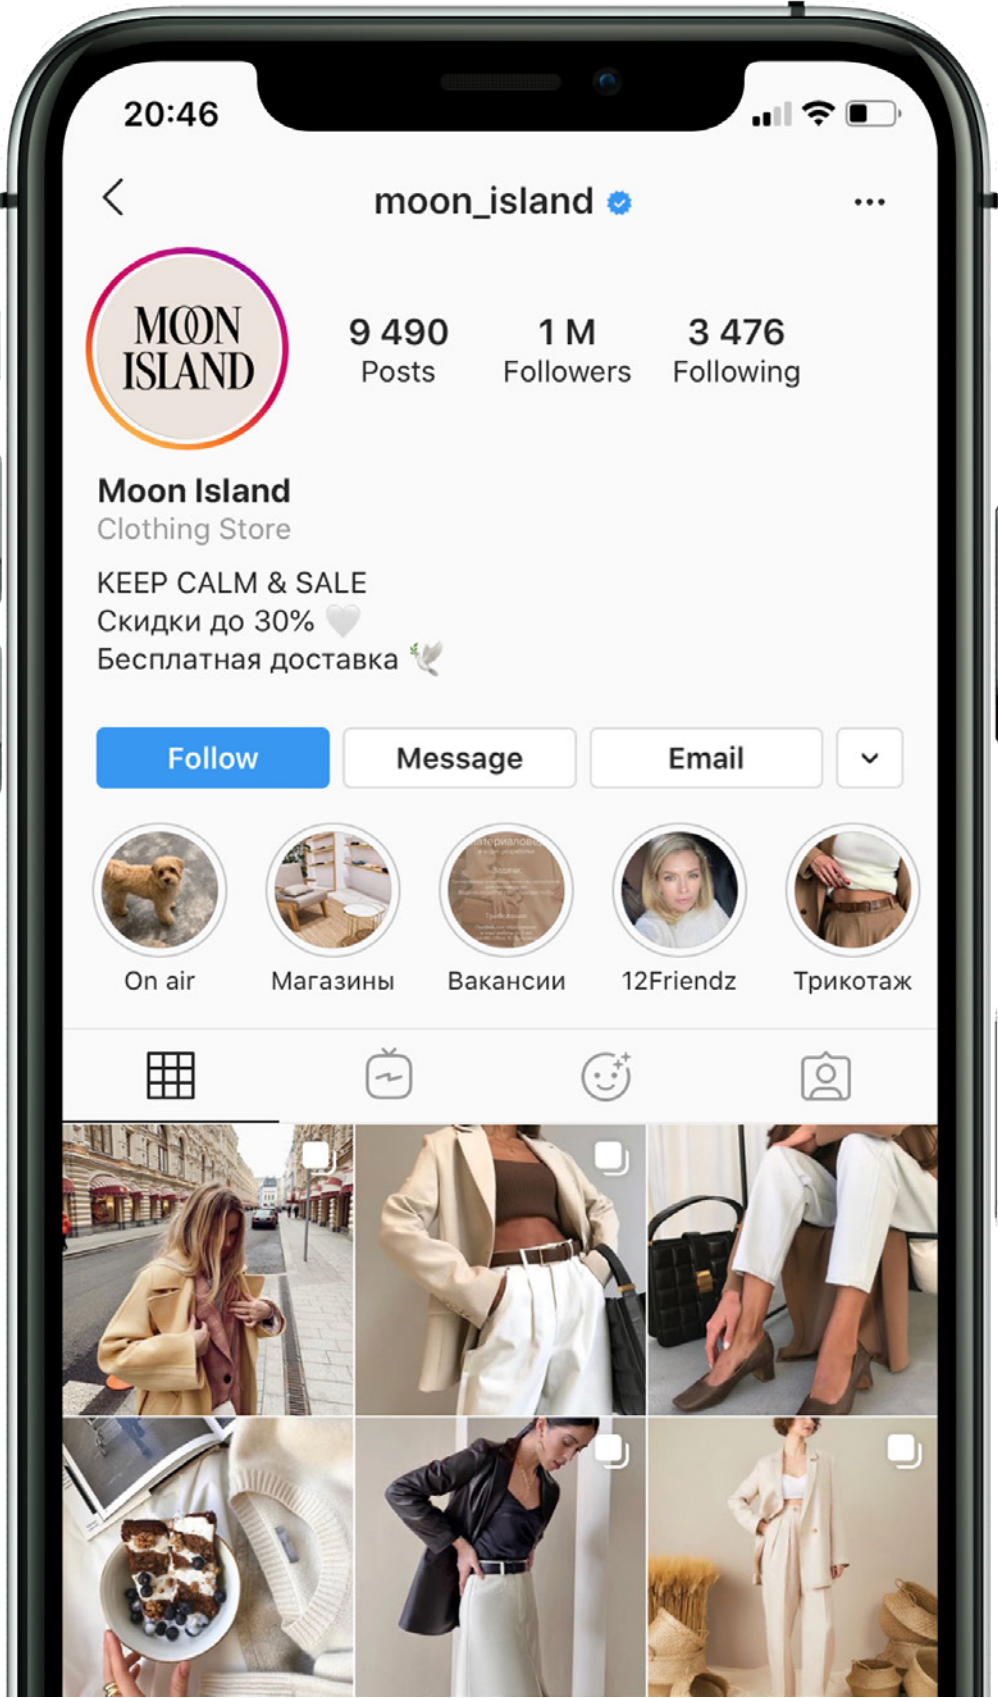 20:46
moon_island
MOON
ISLAND
9 490
Posts
1 M
Followers
3 476
Following
Moon Island
Clothing Store
KEEP CALM & SALE
Скидки до 30% 🤍
Бесплатная доставка 🕊
Follow
Message
Email
On air
Магазины
Вакансии
12Friendz
Трикотаж